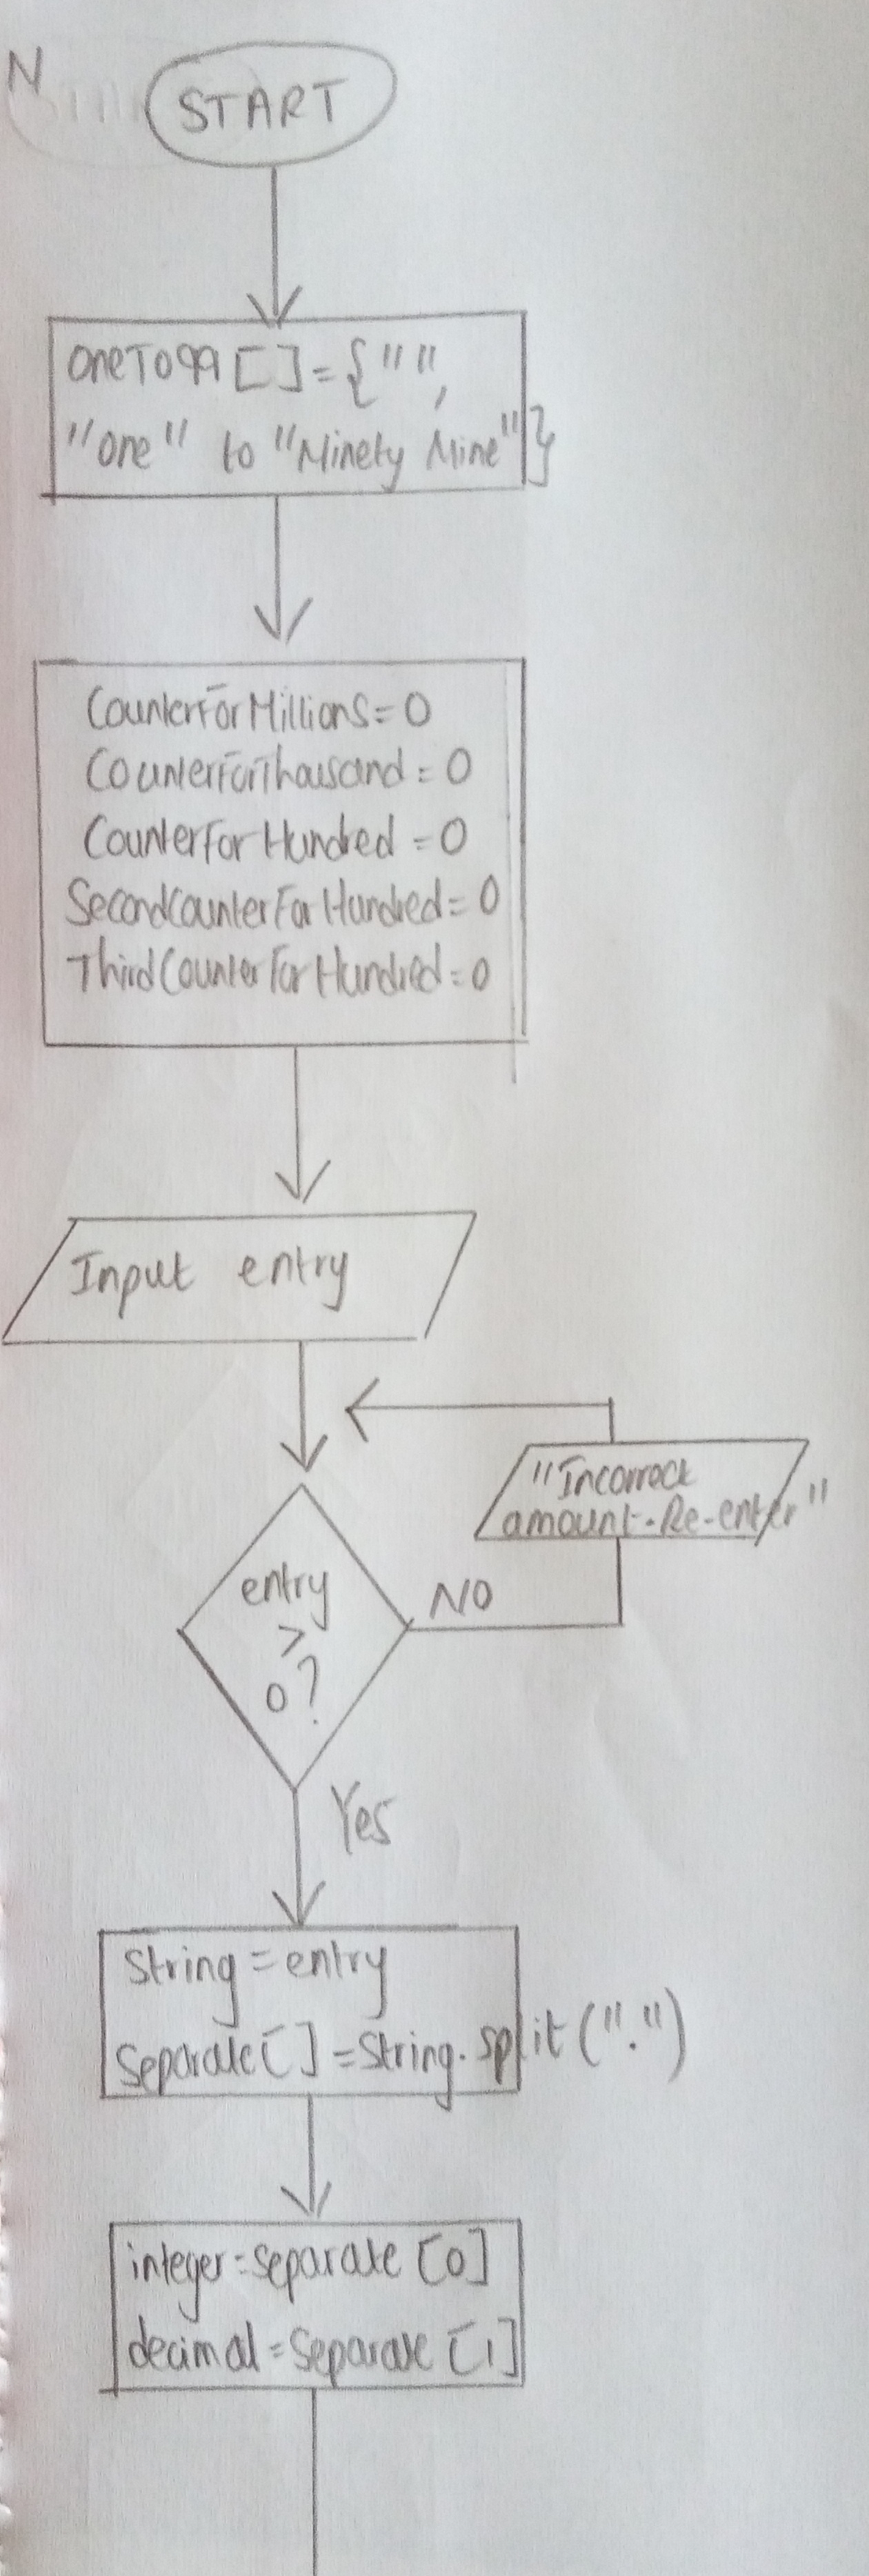 N
START
OneTo99[]={"",
"One" to "Ninety Nine"}
CounterForMillions=0
CounterForThousand=0
CounterForHundred=0
SecondCounterForHundred=0
ThirdCounterForHundred=0
Input entry
"Incorrect
amount. Re-enter"
entry
>
0?
NO
Yes
String=entry
Separate[]=String.split(".")
integer=separate[0]
decimal=separate[1]